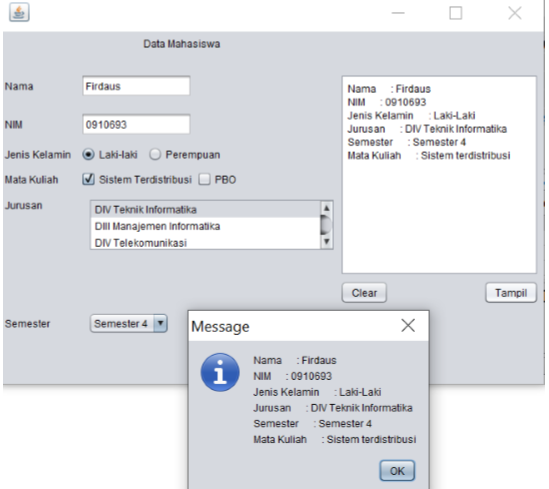 Data Mahasiswa
Nama
Firdaus
NIM
0910693
Jenis Kelamin
Laki-laki
Perempuan
Mata Kuliah
Sistem Terdistribusi
PBO
Jurusan
DIV Teknik Informatika
DIII Manajemen Informatika
DIV Telekomunikasi
Semester
Semester 4
Nama : Firdaus
NIM : 0910693
Jenis Kelamin : Laki-Laki
Jurusan : DIV Teknik Informatika
Semester : Semester 4
Mata Kuliah : Sistem terdistribusi
Clear
Tampil
Message
Nama : Firdaus
NIM : 0910693
Jenis Kelamin : Laki-Laki
Jurusan : DIV Teknik Informatika
Semester : Semester 4
Mata Kuliah : Sistem terdistribusi
OK